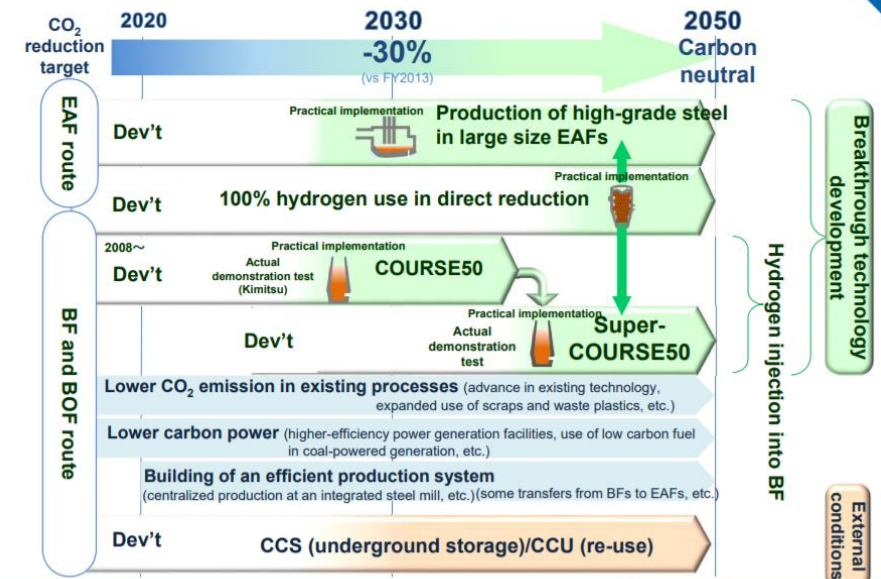 CO2 reduction target
2020
2030
2050
-30%
(vs FY2013)
Carbon
neutral
EAF route
Dev't
Practical implementation
Production of high-grade steel
in large size EAFs
Dev't
100% hydrogen use in direct reduction
Practical implementation
BF and BOF route
2008~
Dev't
Actual
demonstration test
(Kimitsu)
Practical implementation
COURSE50
Dev't
Actual
demonstration
test
Practical implementation
Super-
COURSE50
Lower CO2 emission in existing processes (advance in existing technology,
expanded use of scraps and waste plastics, etc.)
Lower carbon power (higher-efficiency power generation facilities, use of low carbon fuel
in coal-powered generation, etc.)
Building of an efficient production system
(centralized production at an integrated steel mill, etc.)(some transfers from BFs to EAFs, etc.)
Dev't
CCS (underground storage)/CCU (re-use)
Hydrogen injection into BF
Breakthrough technology
development
External
conditions